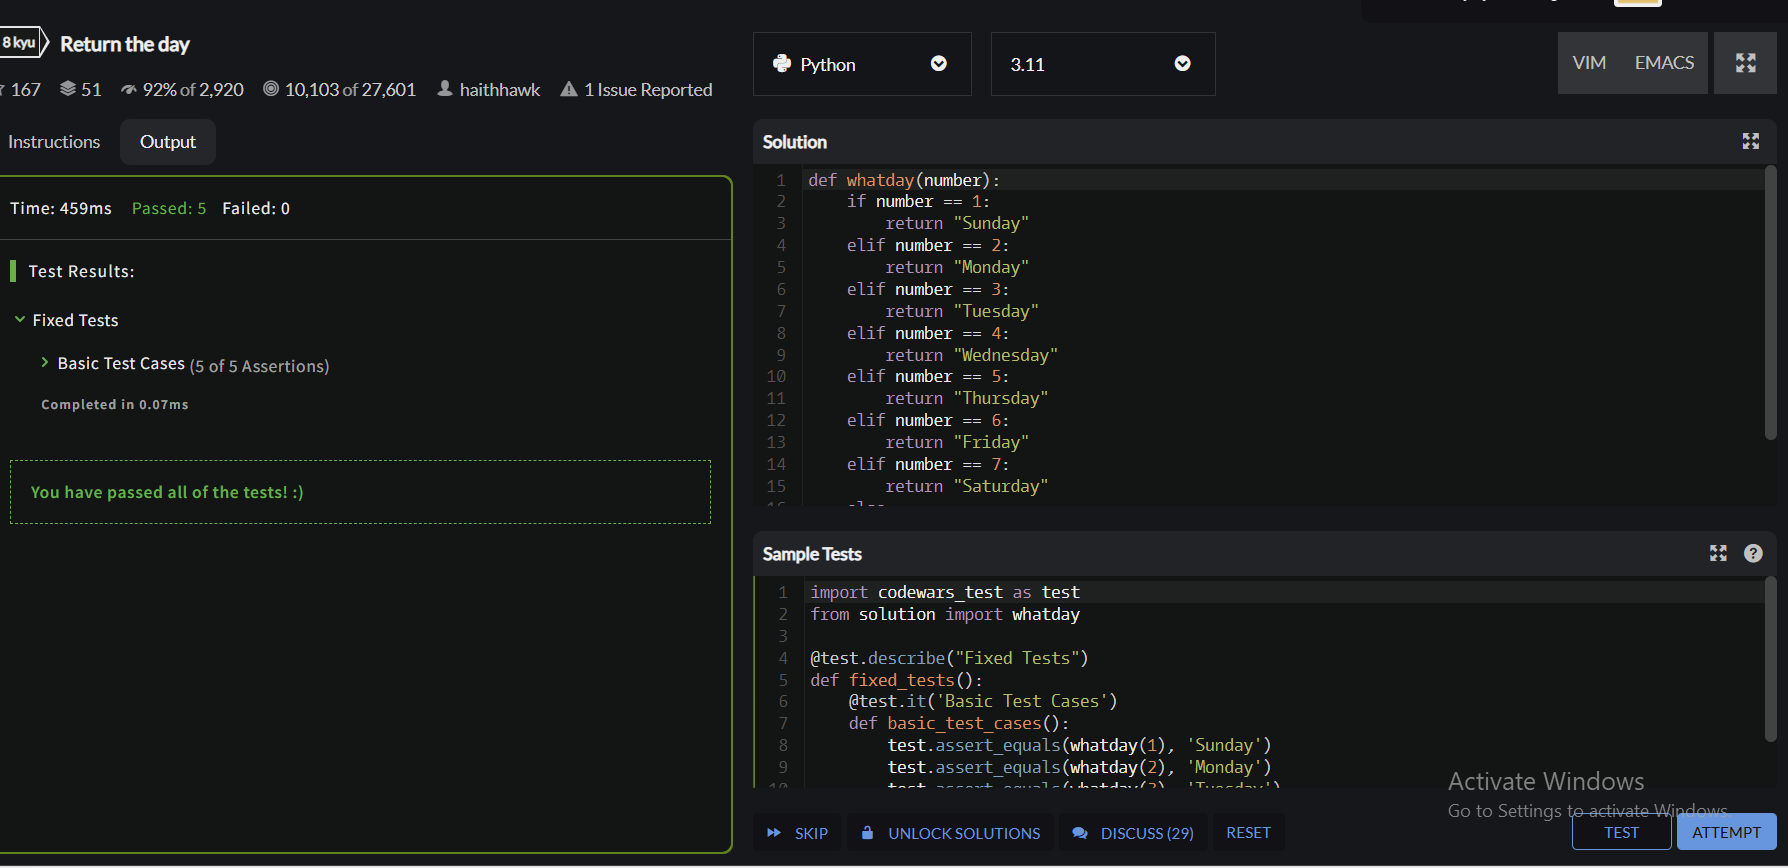 8 kyu
Return the day
167 51 92% of 2,920 10,103 of 27,601 haithhawk 1 Issue Reported
Instructions Output
Time: 459ms Passed: 5 Failed: 0
Test Results:
Fixed Tests
Basic Test Cases (5 of 5 Assertions)
Completed in 0.07ms
You have passed all of the tests! :)
Python 3.11 VIM EMACS
Solution
1 def whatday(number):
2 if number == 1:
3 return "Sunday"
4 elif number == 2:
5 return "Monday"
6 elif number == 3:
7 return "Tuesday"
8 elif number == 4:
9 return "Wednesday"
10 elif number == 5:
11 return "Thursday"
12 elif number == 6:
13 return "Friday"
14 elif number == 7:
15 return "Saturday"
Sample Tests
1 import codewars_test as test
2 from solution import whatday
3
4 @test.describe("Fixed Tests")
5 def fixed_tests():
6 @test.it('Basic Test Cases')
7 def basic_test_cases():
8 test.assert_equals(whatday(1), 'Sunday')
9 test.assert_equals(whatday(2), 'Monday')
10 test.assert_equals(whatday(3), 'Tuesday')
Activate Windows
Go to Settings to activate Windows.
SKIP UNLOCK SOLUTIONS DISCUSS (29) RESET TEST ATTEMPT